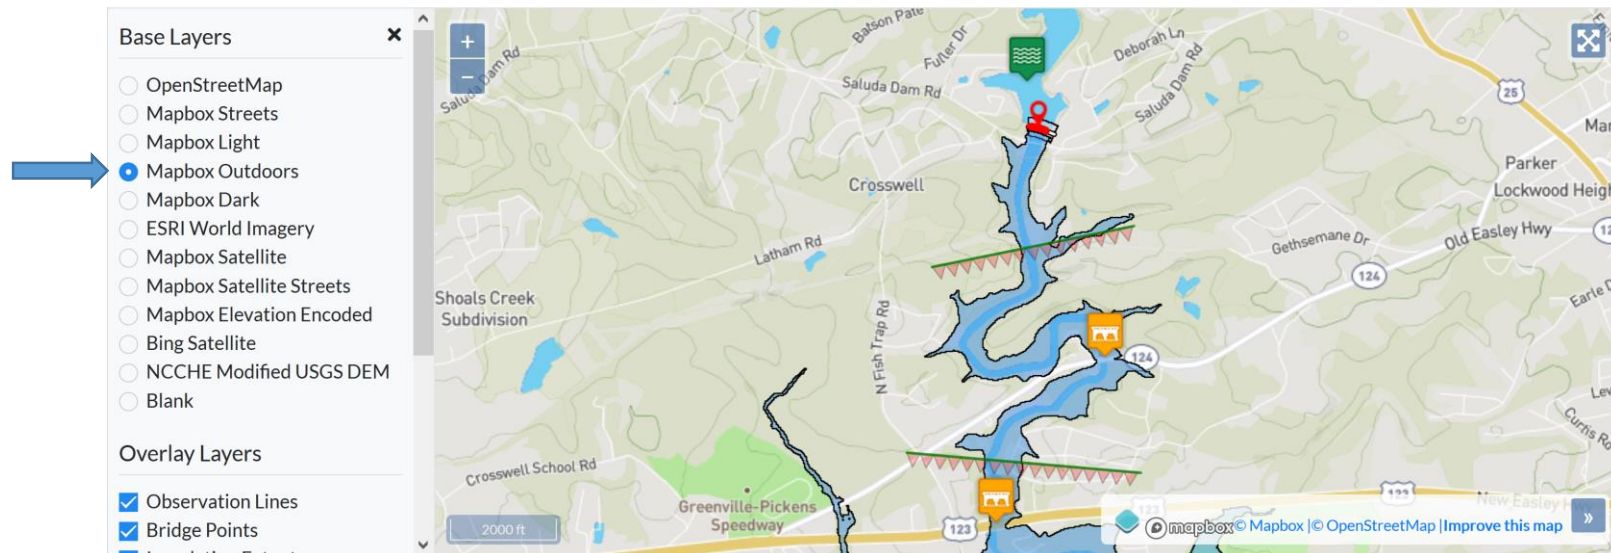 Base Layers
OpenStreetMap
Mapbox Streets
Mapbox Light
Mapbox Outdoors
Mapbox Dark
ESRI World Imagery
Mapbox Satellite
Mapbox Satellite Streets
Mapbox Elevation Encoded
Bing Satellite
NCCHE Modified USGS DEM
Blank
Overlay Layers
Observation Lines
Bridge Points
+
−
Saluda Dam Rd
Batson
Fuller Dr
Deborah Ln
Saluda Dam Rd
Saluda Dam Rd
25
Parker
Lockwood
Crosswell
Latham Rd
Gethsemane Dr
Old Easley Hwy
124
Shoals Creek
Subdivision
N Fish Trap Rd
124
Crosswell School Rd
Greenville-Pickens
Speedway
123
123
123
New Easley
2000 ft
mapbox © Mapbox | © OpenStreetMap | Improve this map
»